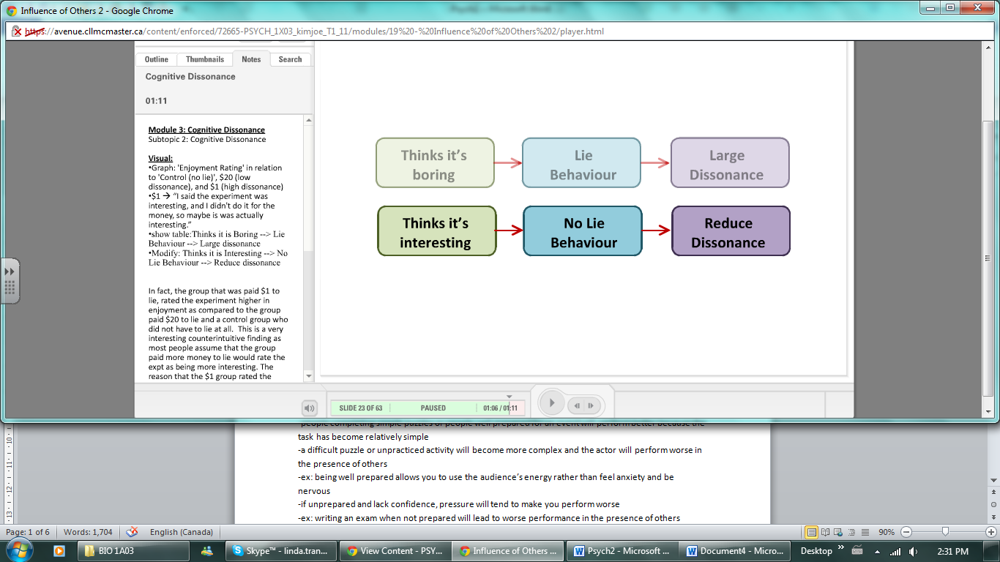 Influence of Others 2 - Google Chrome
https://avenue.cllmcmaster.ca/content/enforced/72665-PSYCH_1X03_kimjoe_T1_11/modules/19%20-%20Influence%20of%20Others%202/player.html
Outline Thumbnails Notes Search
Cognitive Dissonance
01:11
Module 3: Cognitive Dissonance
Subtopic 2: Cognitive Dissonance
Visual:
•Graph: 'Enjoyment Rating' in relation
to 'Control (no lie)', $20 (low
dissonance), and $1 (high dissonance)
•$1 → “I said the experiment was
interesting, and I didn't do it for the
money, so maybe is was actually
interesting.”
•show table:Thinks it is Boring --> Lie
Behaviour --> Large dissonance
•Modify: Thinks it is Interesting --> No
Lie Behaviour --> Reduce dissonance
In fact, the group that was paid $1 to
lie, rated the experiment higher in
enjoyment as compared to the group
paid $20 to lie and a control group who
did not have to lie at all.  This is a very
interesting counterintuitive finding as
most people assume that the group
paid more money to lie would rate the
expt as being more interesting. The
reason that the $1 group rated the
Thinks it’s
boring
Lie
Behaviour
Large
Dissonance
Thinks it’s
interesting
No Lie
Behaviour
Reduce
Dissonance
SLIDE 23 OF 63 PAUSED 01:06 / 01:11
people completing simple puzzles or people well prepared for an event will perform better because the
task has become relatively simple
-a difficult puzzle or unpracticed activity will become more complex and the actor will perform worse in
the presence of others
-ex: being well prepared allows you to use the audience’s energy rather than feel anxiety and be
nervous
-if unprepared and lack confidence, pressure will tend to make you perform worse
-ex: writing an exam when not prepared will lead to worse performance in the presence of others
10
11
12
13
Page: 1 of 6 Words: 1,704 English (Canada) 90%
BIO 1A03 Skype™ - linda.tran... View Content - PSY... Influence of Others ... Psych2 - Microsoft ... Document4 - Micro... Desktop 2:31 PM